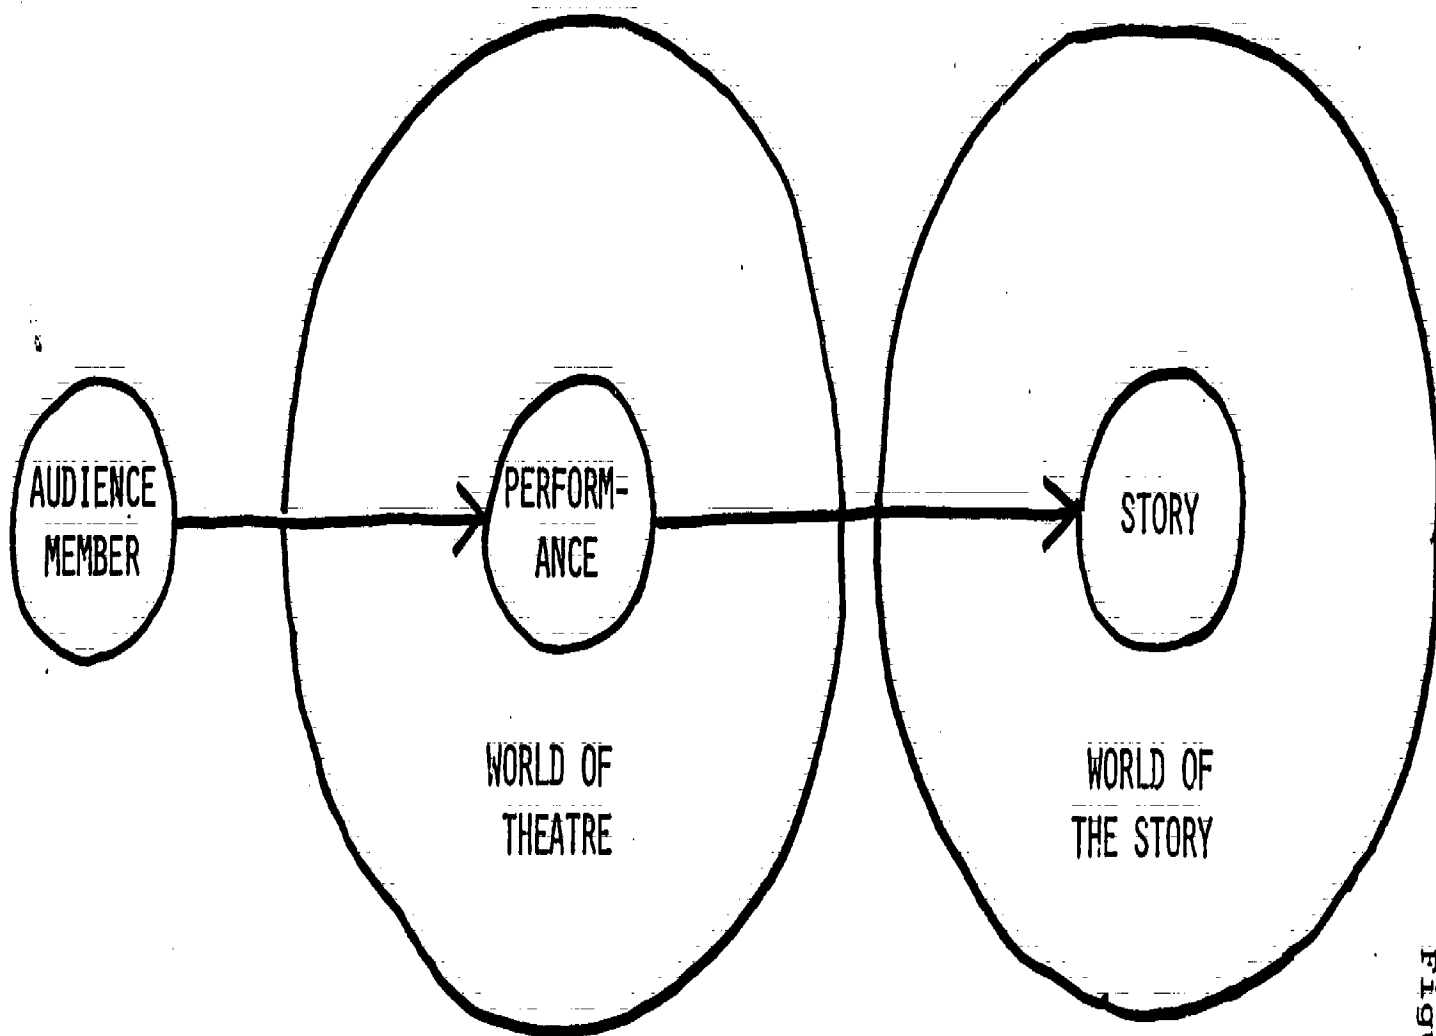 AUDIENCE
MEMBER
PERFORM-
ANCE
STORY
WORLD OF
THEATRE
WORLD OF
THE STORY